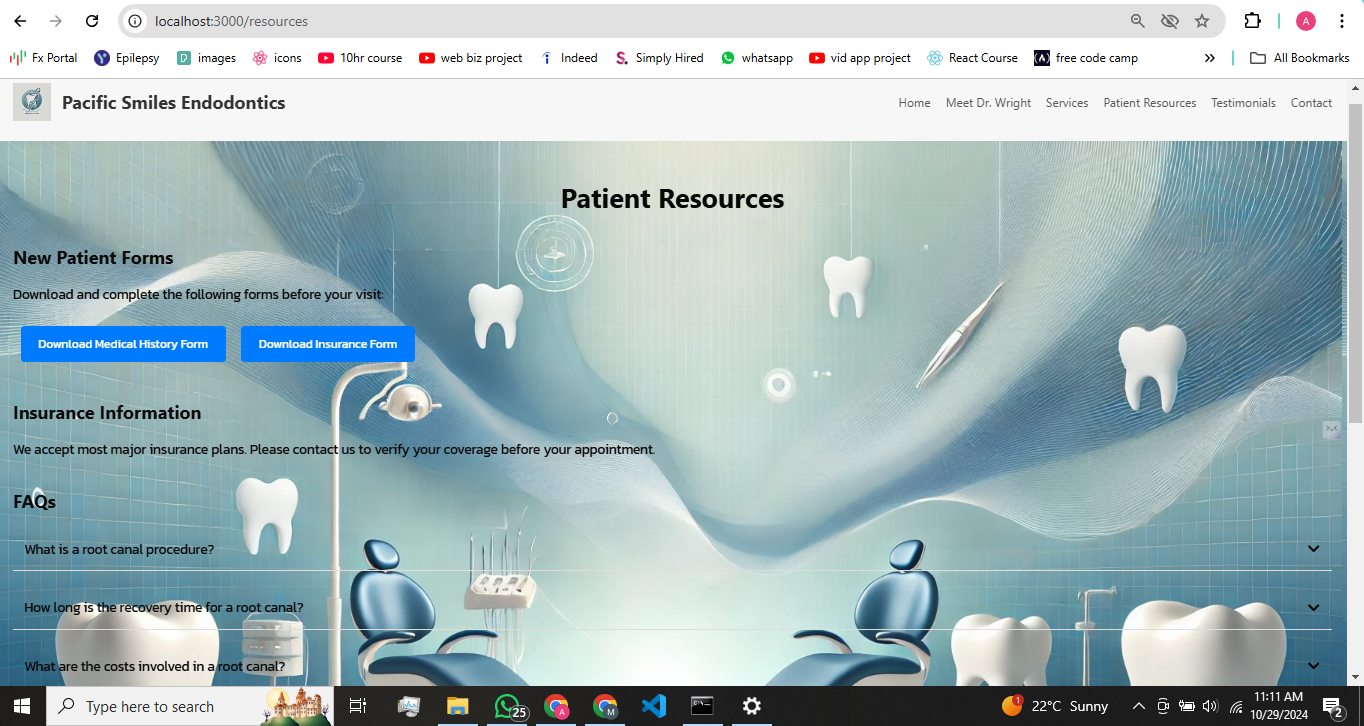 localhost:3000/resources
A
Fx Portal
Epilepsy
images
icons
10hr course
web biz project
Indeed
Simply Hired
whatsapp
vid app project
React Course
free code camp
»
All Bookmarks
Pacific Smiles Endodontics
Home
Meet Dr. Wright
Services
Patient Resources
Testimonials
Contact
Patient Resources
New Patient Forms
Download and complete the following forms before your visit:
Download Medical History Form
Download Insurance Form
Insurance Information
We accept most major insurance plans. Please contact us to verify your coverage before your appointment.
FAQs
What is a root canal procedure?
How long is the recovery time for a root canal?
What are the costs involved in a root canal?
Type here to search
25
A
M
1
22°C Sunny
11:11 AM
10/29/2024
2